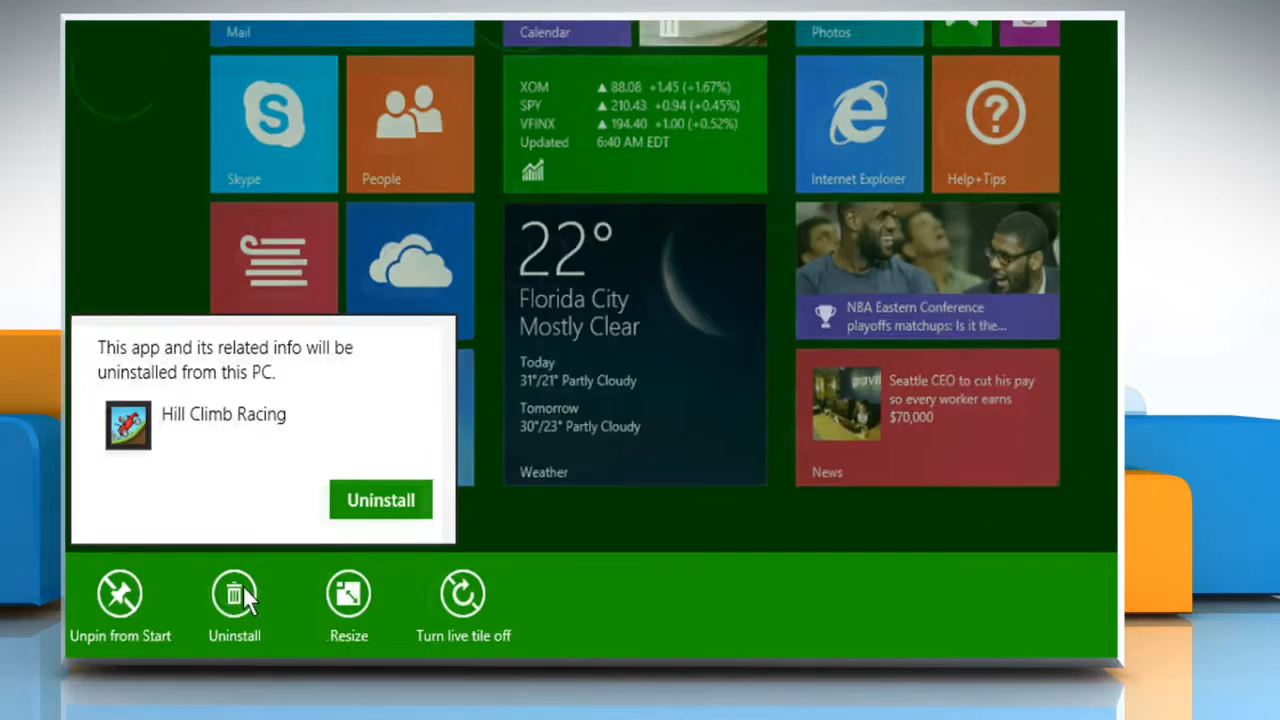 Mail
Calendar
Photos
XOM ▲ 88.08 +1.45 (+1.67%)
SPY ▲ 210.43 +0.94 (+0.45%)
VFINX ▲ 194.40 +1.00 (+0.52%)
Updated 6:40 AM EDT
Skype
People
Internet Explorer
Help+Tips
22°
Florida City
Mostly Clear
Today
31°/21° Partly Cloudy
Tomorrow
30°/23° Partly Cloudy
Weather
NBA Eastern Conference
playoffs matchups: Is it the...
Seattle CEO to cut his pay
so every worker earns
$70,000
News
This app and its related info will be
uninstalled from this PC.
Hill Climb Racing
Uninstall
Unpin from Start
Uninstall
Resize
Turn live tile off